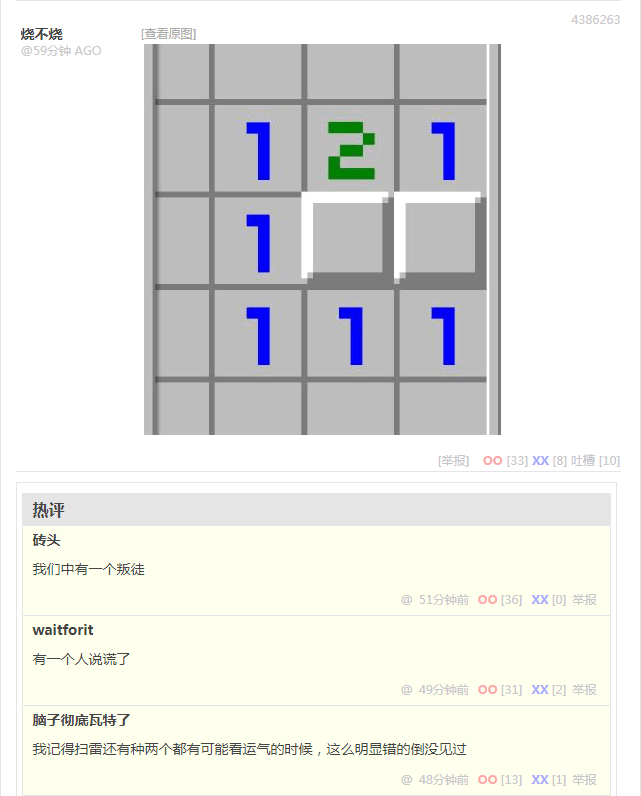 4386263
烧不烧
[查看原图]
@59分钟 AGO
1 2 1
1
1 1 1
[举报] OO [33] XX [8] 吐槽 [10]
热评
砖头
我们中有一个叛徒
@ 51分钟前 OO [36] XX [0] 举报
waitforit
有一个人说谎了
@ 49分钟前 OO [31] XX [2] 举报
脑子彻底瓦特了
我记得扫雷还有种两个都有可能看运气的时候，这么明显错的倒没见过
@ 48分钟前 OO [13] XX [1] 举报